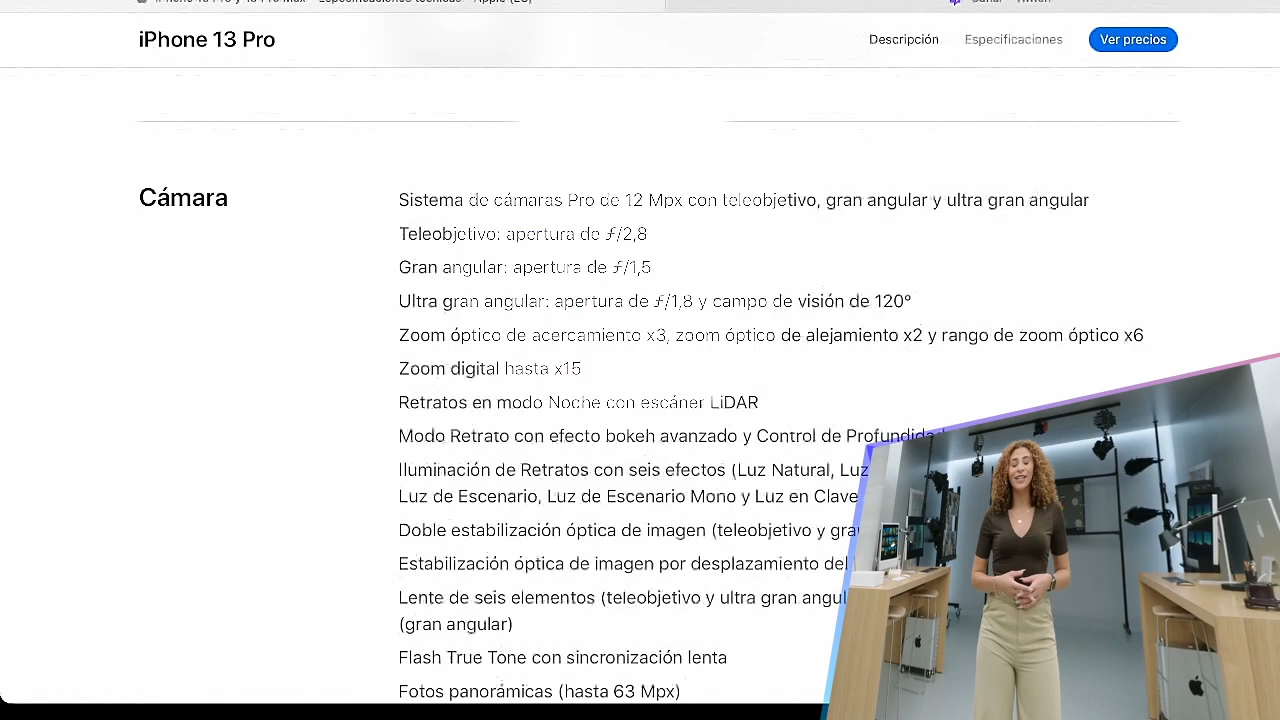 iPhone 13 Pro
Descripción
Especificaciones
Ver precios
Cámara
Sistema de cámaras Pro de 12 Mpx con teleobjetivo, gran angular y ultra gran angular
Teleobjetivo: apertura de ƒ/2,8
Gran angular: apertura de ƒ/1,5
Ultra gran angular: apertura de ƒ/1,8 y campo de visión de 120°
Zoom óptico de acercamiento x3, zoom óptico de alejamiento x2 y rango de zoom óptico x6
Zoom digital hasta x15
Retratos en modo Noche con escáner LiDAR
Modo Retrato con efecto bokeh avanzado y Control de
Iluminación de Retratos con seis efectos (Luz Natural, Luz
Luz de Escenario, Luz de Escenario Mono y Luz en Clave
Doble estabilización óptica de imagen (teleobjetivo y
Estabilización óptica de imagen por desplazamiento del
Lente de seis elementos (teleobjetivo y ultra gran
(gran angular)
Flash True Tone con sincronización lenta
Fotos panorámicas (hasta 63 Mpx)